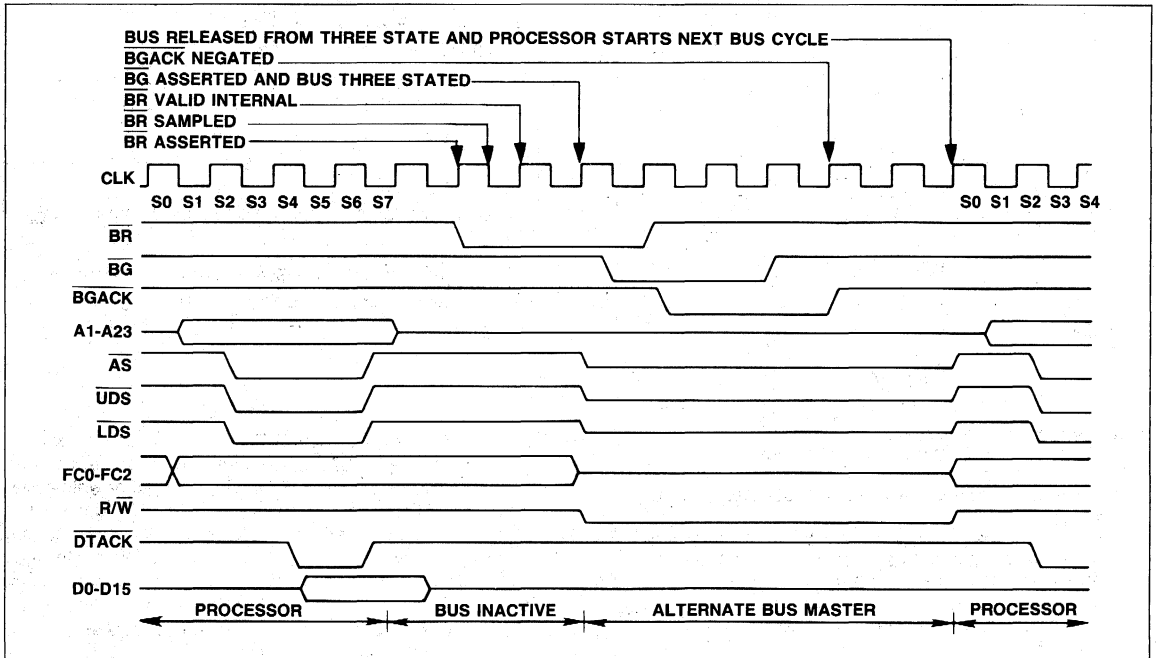 BUS RELEASED FROM THREE STATE AND PROCESSOR STARTS NEXT BUS CYCLE
BGACK NEGATED
BG ASSERTED AND BUS THREE STATED
BR VALID INTERNAL
BR SAMPLED
BR ASSERTED
CLK
S0 S1 S2 S3 S4 S5 S6 S7 S0 S1 S2 S3 S4
BR
BG
BGACK
A1-A23
AS
UDS
LDS
FC0-FC2
R/W
DTACK
D0-D15
PROCESSOR BUS INACTIVE ALTERNATE BUS MASTER PROCESSOR